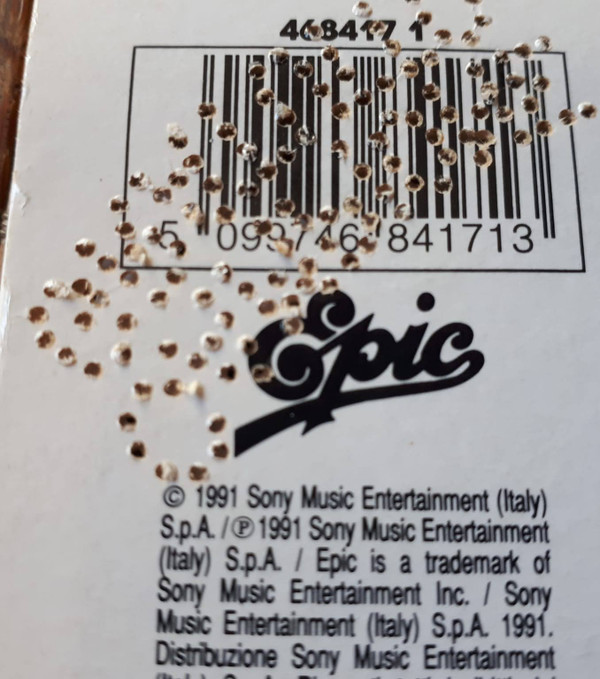 468417 1
5 099746 841713
Epic
© 1991 Sony Music Entertainment (Italy)
S.p.A. / ℗ 1991 Sony Music Entertainment
(Italy) S.p.A. / Epic is a trademark of
Sony Music Entertainment Inc. / Sony
Music Entertainment (Italy) S.p.A. 1991.
Distribuzione Sony Music Entertainment